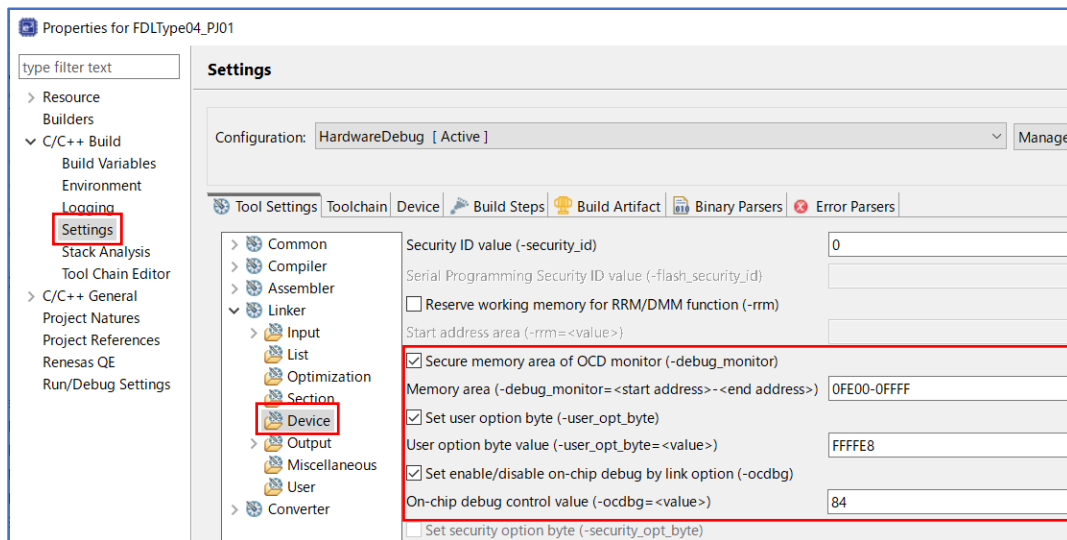 Properties for FDLType04_PJ01
type filter text
Resource
Builders
C/C++ Build
Build Variables
Environment
Logging
Settings
Stack Analysis
Tool Chain Editor
C/C++ General
Project Natures
Project References
Renesas QE
Run/Debug Settings
Settings
Configuration: HardwareDebug [ Active ] Manage
Tool Settings Toolchain Device Build Steps Build Artifact Binary Parsers Error Parsers
Common
Compiler
Assembler
Linker
Input
List
Optimization
Section
Device
Output
Miscellaneous
User
Converter
Security ID value (-security_id) 0
Serial Programming Security ID value (-flash_security_id)
Reserve working memory for RRM/DMM function (-rrm)
Start address area (-rrm=<value>)
Secure memory area of OCD monitor (-debug_monitor)
Memory area (-debug_monitor=<start address>-<end address>) 0FE00-0FFFF
Set user option byte (-user_opt_byte)
User option byte value (-user_opt_byte=<value>) FFFFE8
Set enable/disable on-chip debug by link option (-ocdbg)
On-chip debug control value (-ocdbg=<value>) 84
Set security option byte (-security_opt_byte)